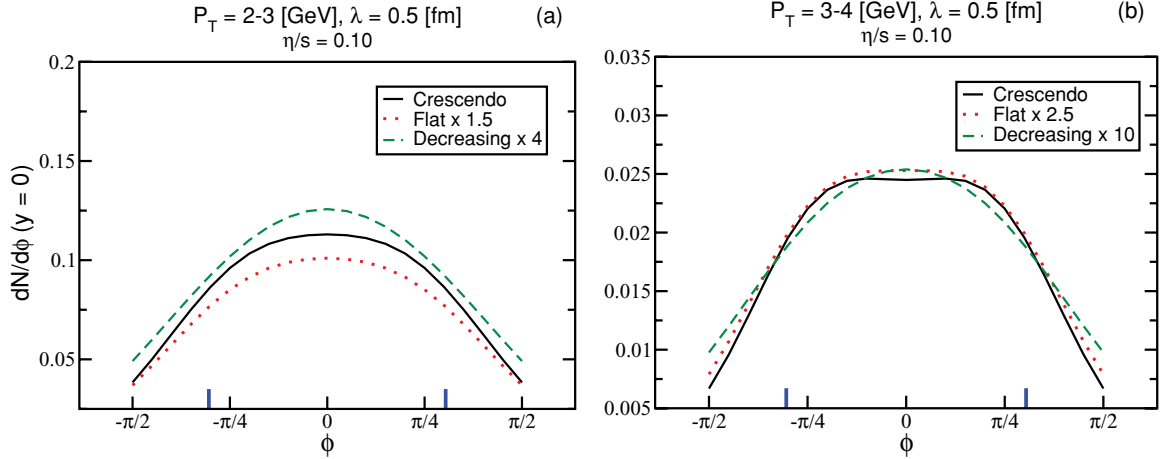 P_T = 2-3 [GeV], λ = 0.5 [fm]
(a)
η/s = 0.10
0.2
0.15
0.1
0.05
dN/dϕ (y = 0)
Crescendo
Flat x 1.5
Decreasing x 4
-π/2
-π/4
0
π/4
π/2
ϕ
P_T = 3-4 [GeV], λ = 0.5 [fm]
(b)
η/s = 0.10
0.035
0.03
0.025
0.02
0.015
0.01
0.005
Crescendo
Flat x 2.5
Decreasing x 10
-π/2
-π/4
0
π/4
π/2
ϕ